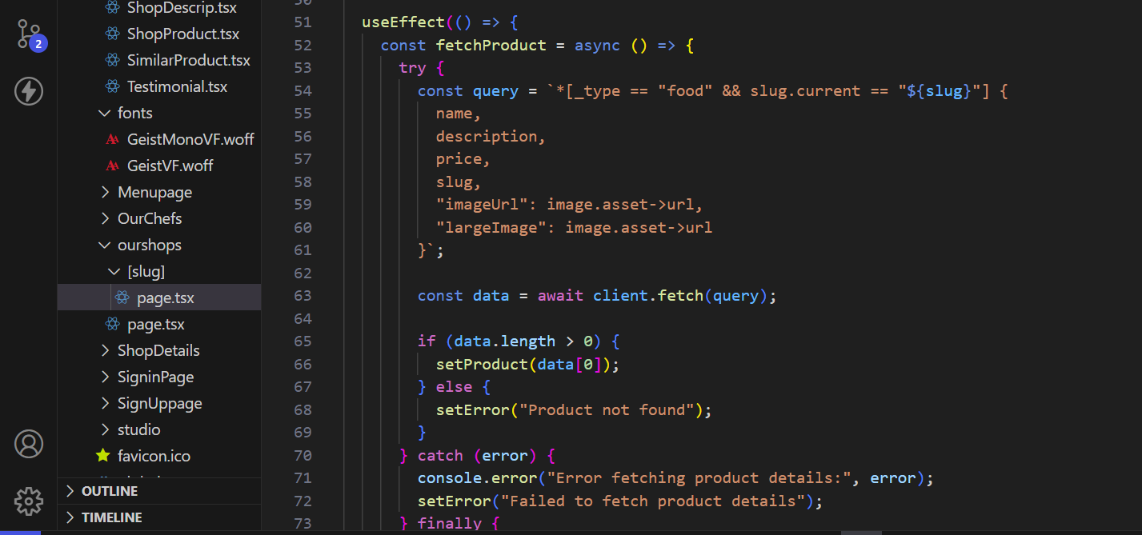 ShopDescrip.tsx
ShopProduct.tsx
SimilarProduct.tsx
Testimonial.tsx
fonts
GeistMonoVF.woff
GeistVF.woff
Menupage
OurChefs
ourshops
[slug]
page.tsx
page.tsx
ShopDetails
SigninPage
SignUppage
studio
favicon.ico
OUTLINE
TIMELINE
2
51 useEffect(() => {
52 const fetchProduct = async () => {
53 try {
54 const query = `*[_type == "food" && slug.current == "${slug}"] {
55 name,
56 description,
57 price,
58 slug,
59 "imageUrl": image.asset->url,
60 "largeImage": image.asset->url
61 }`;
62
63 const data = await client.fetch(query);
64
65 if (data.length > 0) {
66 setProduct(data[0]);
67 } else {
68 setError("Product not found");
69 }
70 } catch (error) {
71 console.error("Error fetching product details:", error);
72 setError("Failed to fetch product details");
73 } finally {